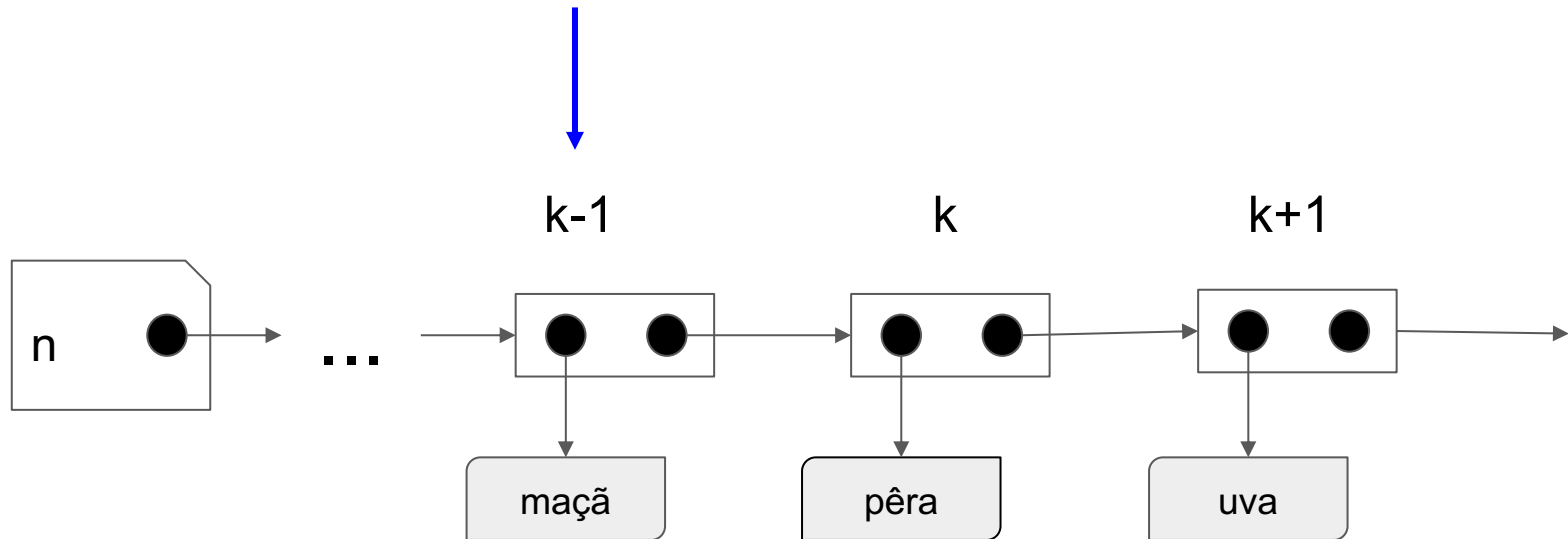 k-1 k k+1
n ...
maçã pêra uva